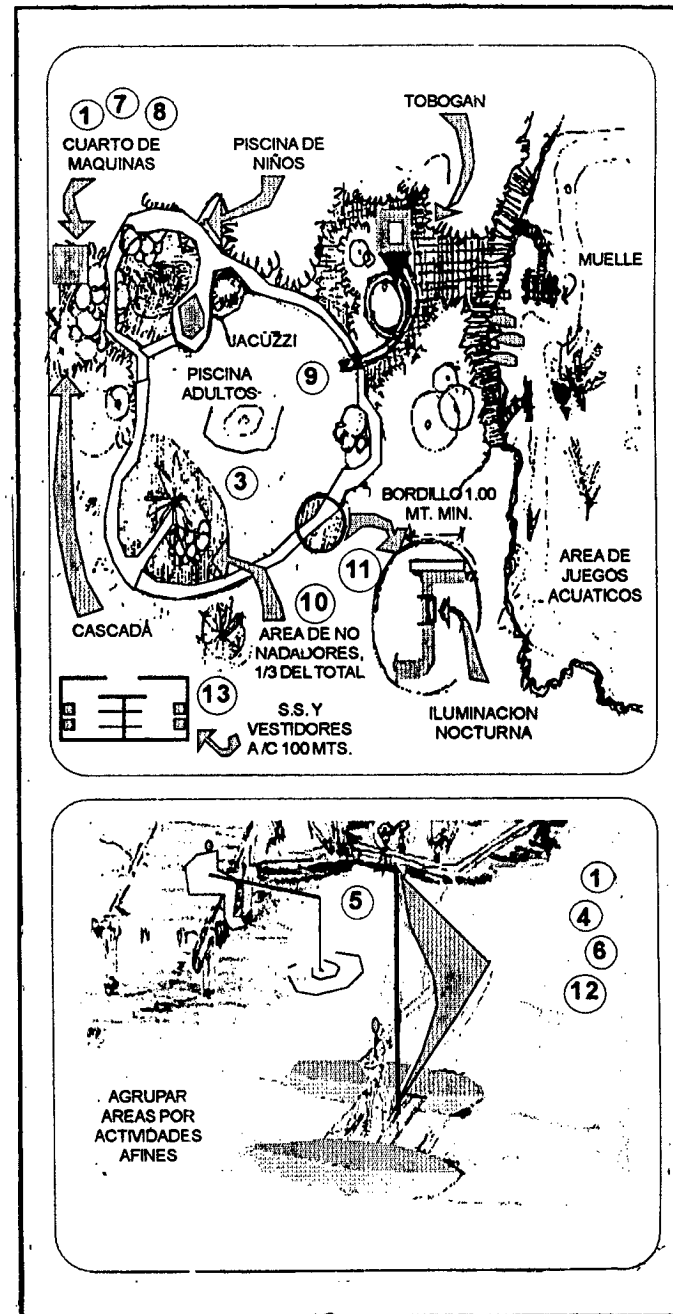 1 7 8
CUARTO DE
MAQUINAS
PISCINA DE
NIÑOS
TOBOGAN
MUELLE
JACUZZI
PISCINA
ADULTOS
9
3
BORDILLO 1.00
MT. MIN.
11
10
AREA DE NO
NADADORES,
1/3 DEL TOTAL
CASCADA
AREA DE
JUEGOS
ACUATICOS
ILUMINACION
NOCTURNA
13
S.S. Y
VESTIDORES
A /C 100 MTS.
5
1
4
6
12
AGRUPAR
AREAS POR
ACTIVIDADES
AFINES